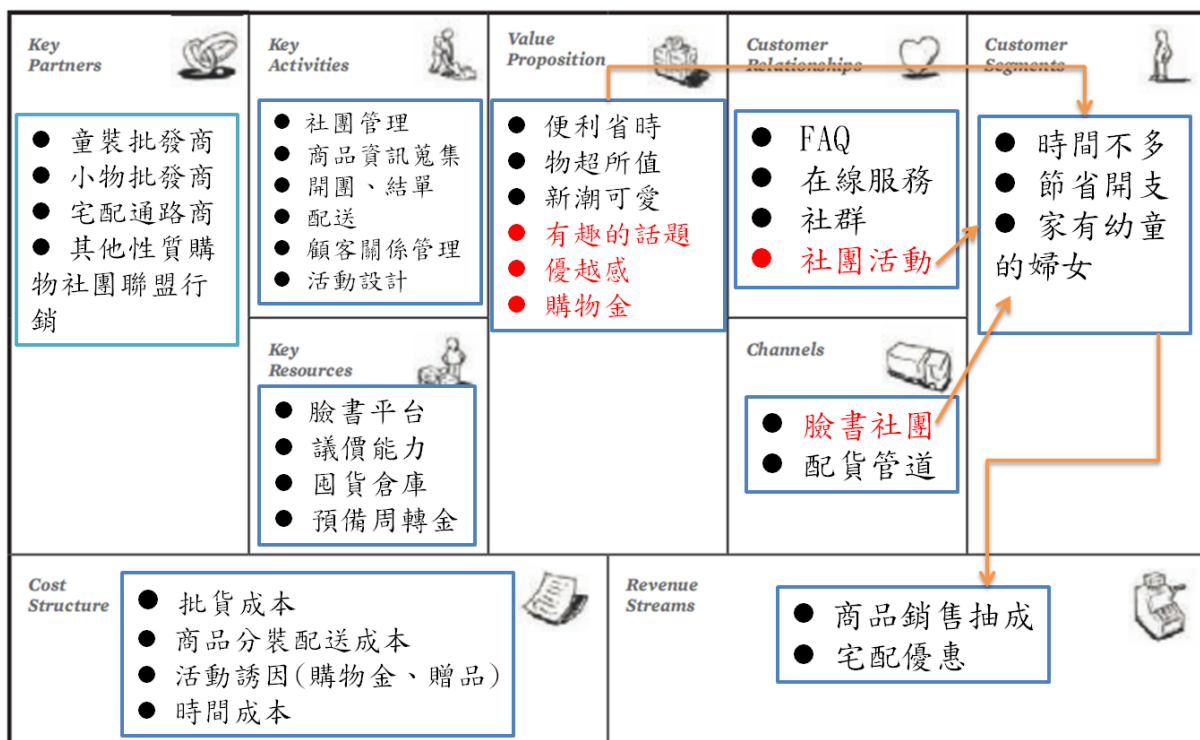 Key
Partners
● 童裝批發商
● 小物批發商
● 宅配通路商
● 其他性質購
物社團聯盟行
銷
Key
Activities
● 社團管理
● 商品資訊蒐集
● 開團、結單
● 配送
● 顧客關係管理
● 活動設計
Key
Resources
● 臉書平台
● 議價能力
● 囤貨倉庫
● 預備周轉金
Value
Proposition
● 便利省時
● 物超所值
● 新潮可愛
● 有趣的話題
● 優越感
● 購物金
Customer
Relationships
● FAQ
● 在線服務
● 社群
● 社團活動
Channels
● 臉書社團
● 配貨管道
Customer
Segments
● 時間不多
● 節省開支
● 家有幼童
的婦女
Cost
Structure
● 批貨成本
● 商品分裝配送成本
● 活動誘因(購物金、贈品)
● 時間成本
Revenue
Streams
● 商品銷售抽成
● 宅配優惠